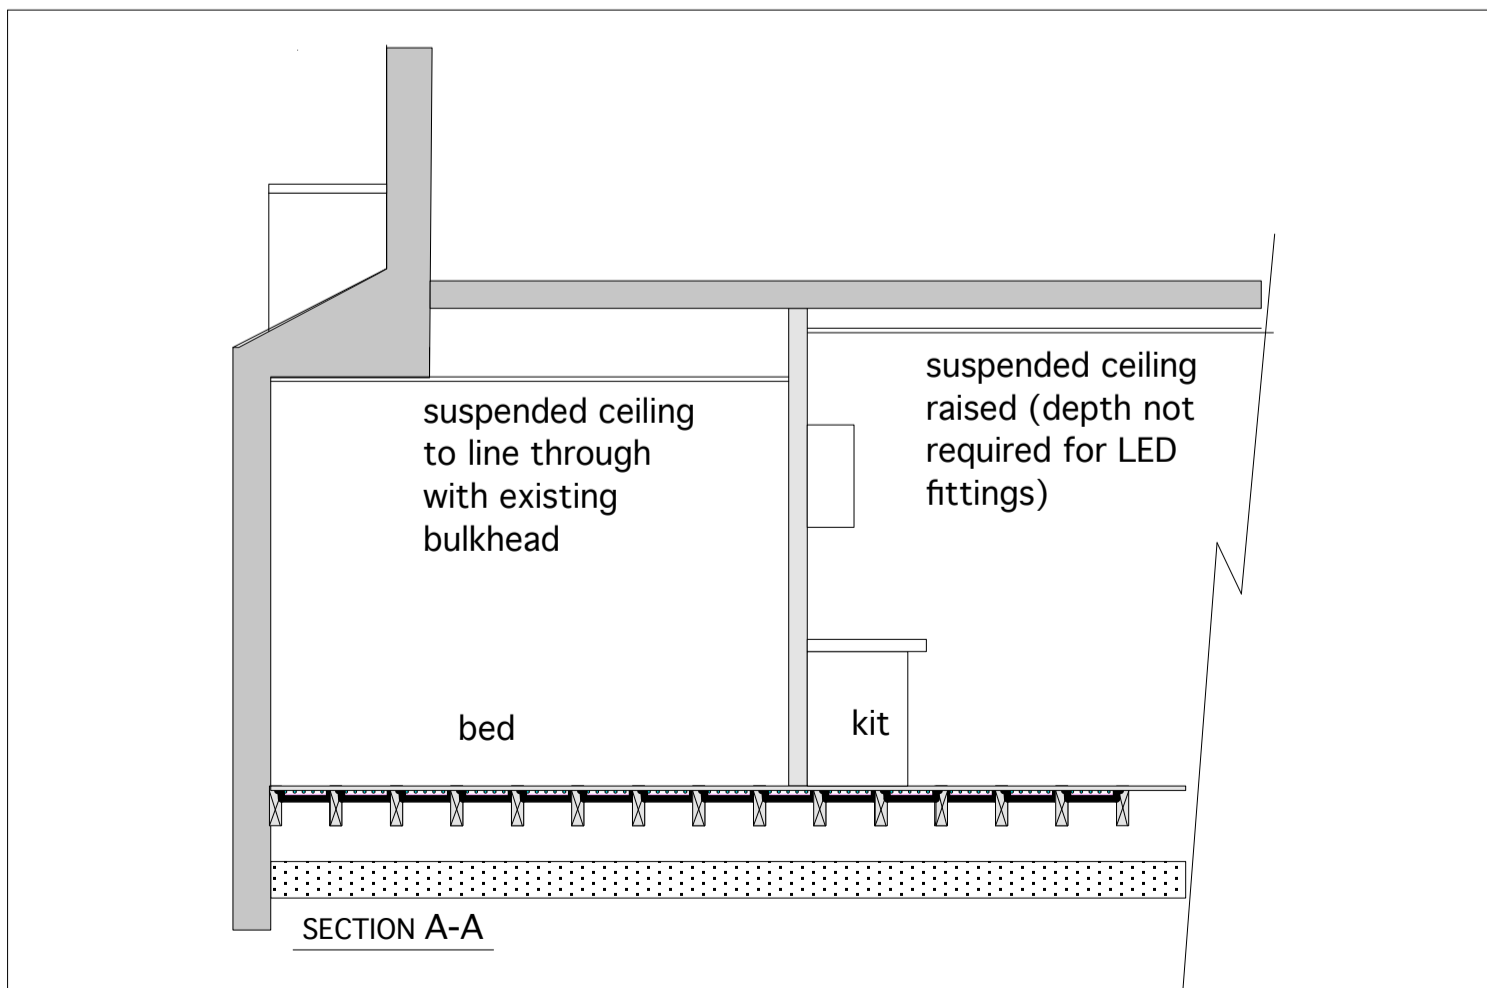 suspended ceiling
to line through
with existing
bulkhead
suspended ceiling
raised (depth not
required for LED
fittings)
bed
kit
SECTION A-A